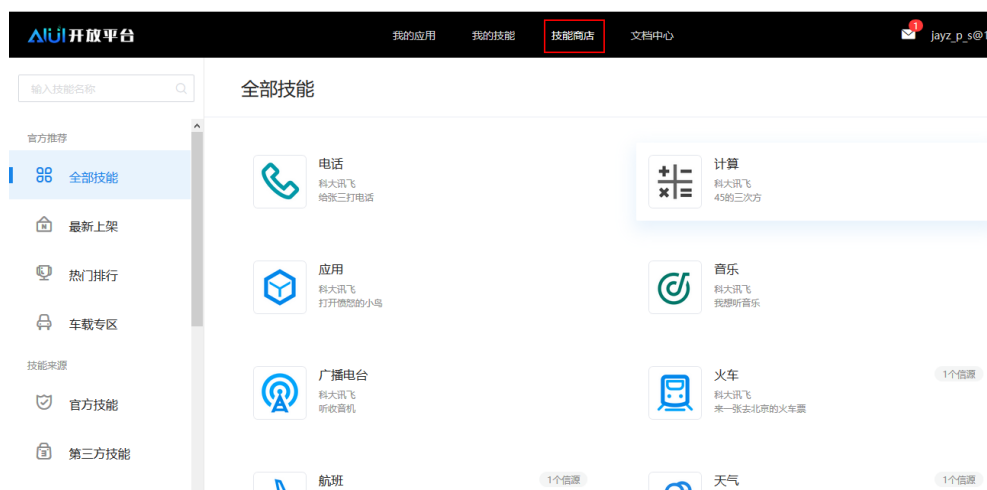 AIUI开放平台
我的应用
我的技能
技能商店
文档中心
1
jayz_p_s@1
输入技能名称
全部技能
官方推荐
全部技能
N
最新上架
热门排行
车载专区
技能来源
官方技能
3
第三方技能
电话
科大讯飞
给张三打电话
计算
科大讯飞
45的三次方
应用
科大讯飞
打开愤怒的小鸟
音乐
科大讯飞
我想听音乐
广播电台
科大讯飞
听收音机
火车
1个信源
科大讯飞
来一张去北京的火车票
航班
1个信源
天气
1个信源